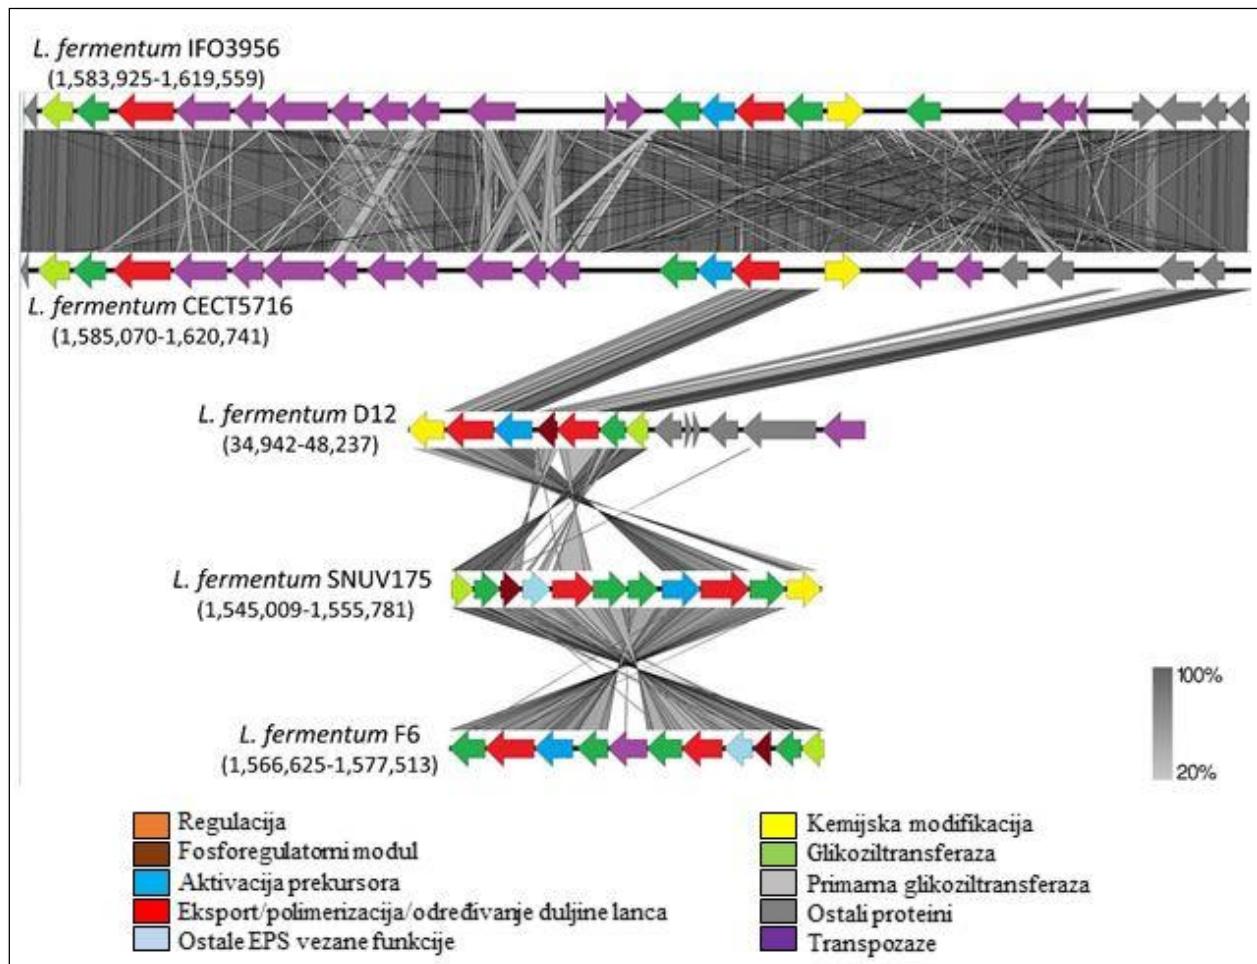 L. fermentum IFO3956
(1,583,925-1,619,559)
L. fermentum CECT5716
(1,585,070-1,620,741)
L. fermentum D12
(34,942-48,237)
L. fermentum SNUV175
(1,545,009-1,555,781)
L. fermentum F6
(1,566,625-1,577,513)
100%
20%
Regulacija
Fosforegulatorni modul
Aktivacija prekursora
Eksport/polimerizacija/određivanje duljine lanca
Ostale EPS vezane funkcije
Kemijska modifikacija
Glikoziltransferaza
Primarna glikoziltransferaza
Ostali proteini
Transpozaze